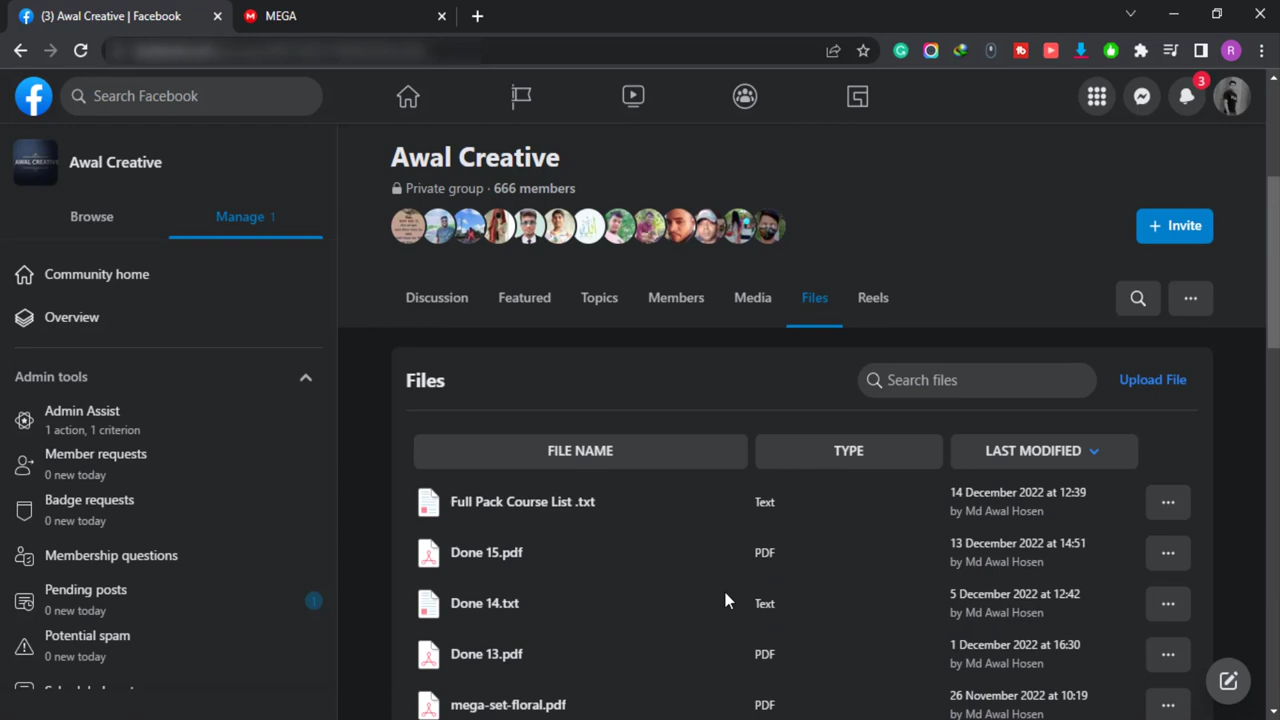 (3) Awal Creative | Facebook
MEGA
R
Search Facebook
3
AWAL CREATIVE
Awal Creative
Browse
Manage 1
Community home
Overview
Admin tools
Admin Assist
1 action, 1 criterion
Member requests
0 new today
Badge requests
0 new today
Membership questions
Pending posts
0 new today
1
Potential spam
0 new today
Awal Creative
Private group · 666 members
+ Invite
Discussion
Featured
Topics
Members
Media
Files
Reels
Files
Search files
Upload File
FILE NAME
TYPE
LAST MODIFIED
Full Pack Course List .txt
Text
14 December 2022 at 12:39
by Md Awal Hosen
Done 15.pdf
PDF
13 December 2022 at 14:51
by Md Awal Hosen
Done 14.txt
Text
5 December 2022 at 12:42
by Md Awal Hosen
Done 13.pdf
PDF
1 December 2022 at 16:30
by Md Awal Hosen
mega-set-floral.pdf
PDF
26 November 2022 at 10:19